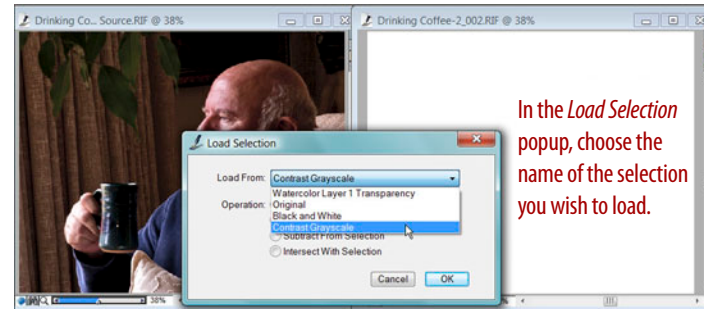 Drinking Co... Source.RIF @ 38%
Drinking Coffee-2_002.RIF @ 38%
In the Load Selection
popup, choose the
name of the selection
you wish to load.
Load Selection
Load From: Contrast Grayscale
Watercolor Layer 1 Transparency
Operation: Original
Black and White
Contrast Grayscale
Subtract From Selection
Intersect With Selection
Cancel OK
38%